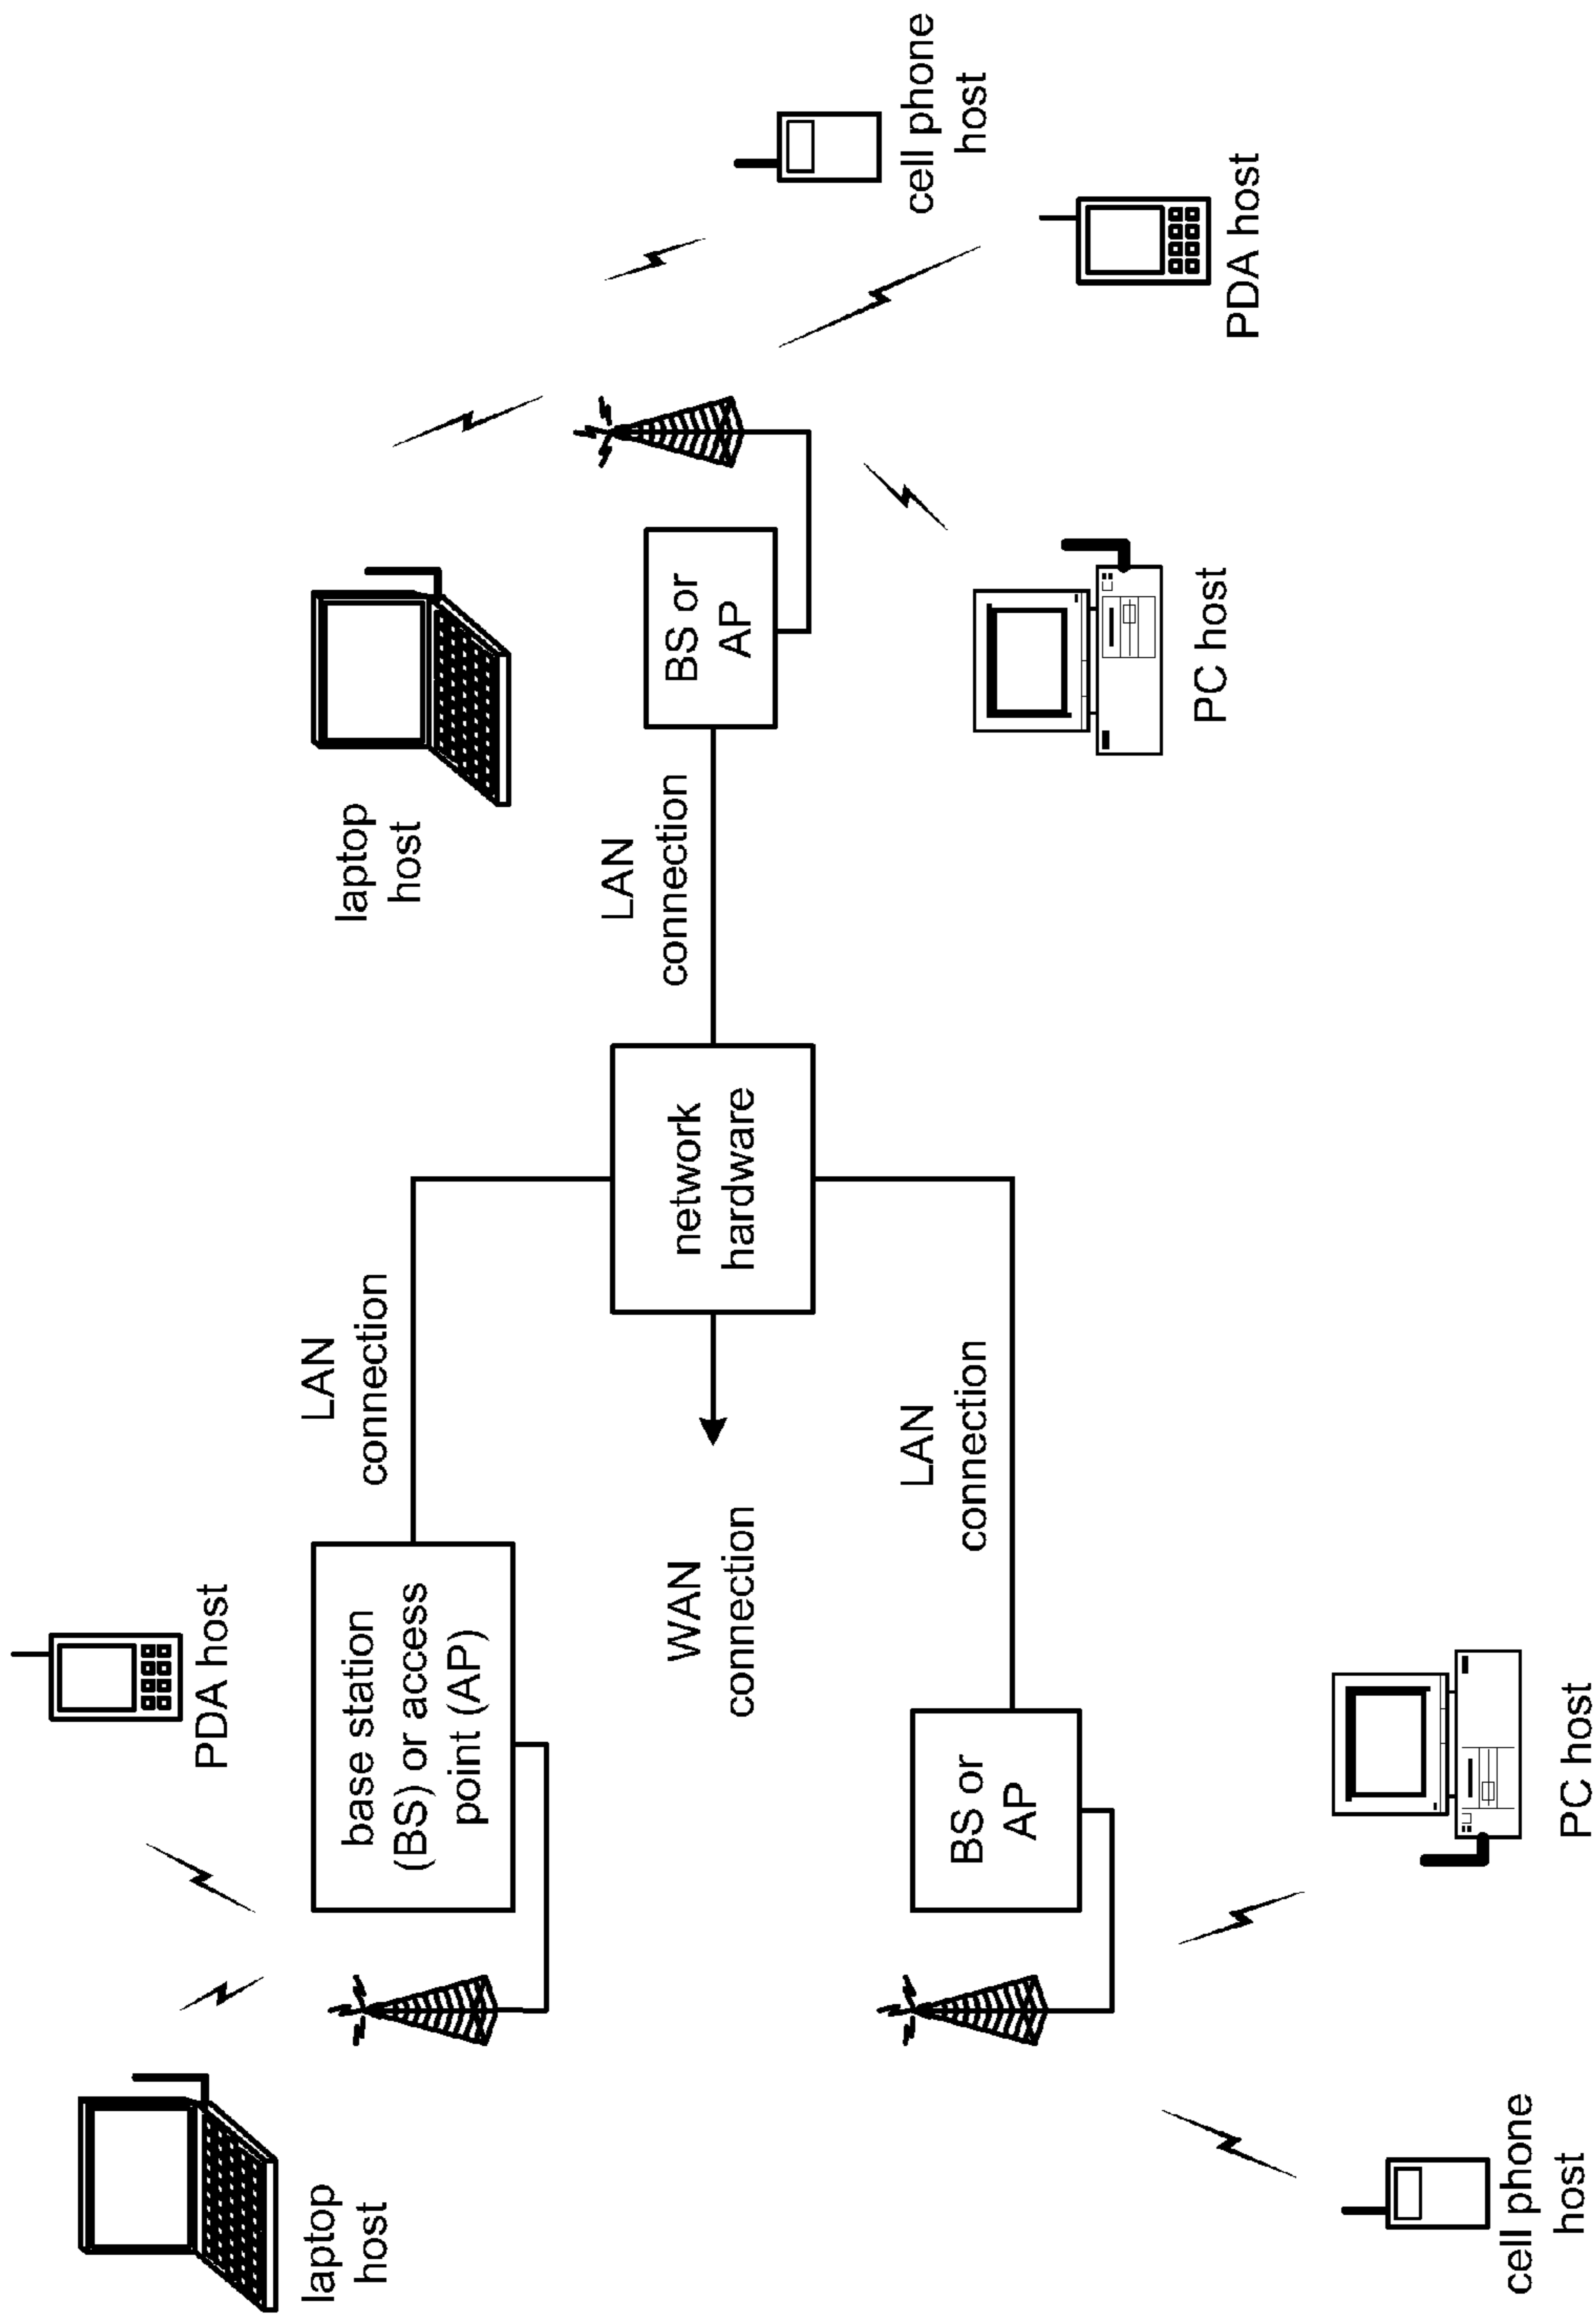 laptop
host
PDA host
base station
(BS) or access
point (AP)
LAN
connection
laptop
host
LAN
connection
BS or
AP
cell phone
host
PDA host
PC host
network
hardware
WAN
connection
LAN
connection
BS or
AP
cell phone
host
PC host